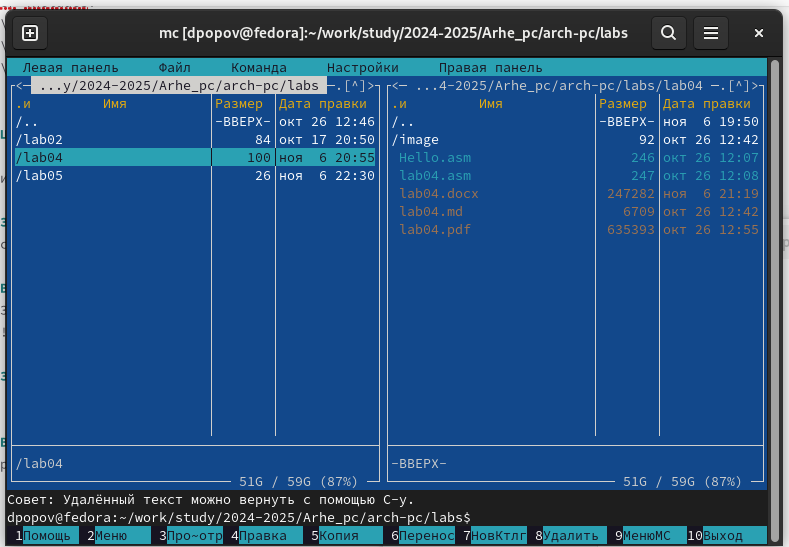 mc [dpopov@fedora]:~/work/study/2024-2025/Arhe_pc/arch-pc/labs
Левая панель Файл Команда Настройки Правая панель
<— ...y/2024-2025/Arhe_pc/arch-pc/labs —.[^]>
.и Имя Размер Дата правки
/.. -ВВЕРХ- окт 26 12:46
/lab02 84 окт 17 20:50
/lab04 100 ноя 6 20:55
/lab05 26 ноя 6 22:30
/lab04
51G / 59G (87%)
<— ...4-2025/Arhe_pc/arch-pc/labs/lab04 —.[^]>
.и Имя Размер Дата правки
/.. -ВВЕРХ- ноя 6 19:50
/image 92 окт 26 12:42
Hello.asm 246 окт 26 12:07
lab04.asm 247 окт 26 12:08
lab04.docx 247282 ноя 6 21:19
lab04.md 6709 окт 26 12:42
lab04.pdf 635393 окт 26 12:55
-ВВЕРХ-
51G / 59G (87%)
Совет: Удалённый текст можно вернуть с помощью C-y.
dpopov@fedora:~/work/study/2024-2025/Arhe_pc/arch-pc/labs$
1Помощь 2Меню 3Про~отр 4Правка 5Копия 6Перенос 7НовКтлг 8Удалить 9МенюМС 10Выход